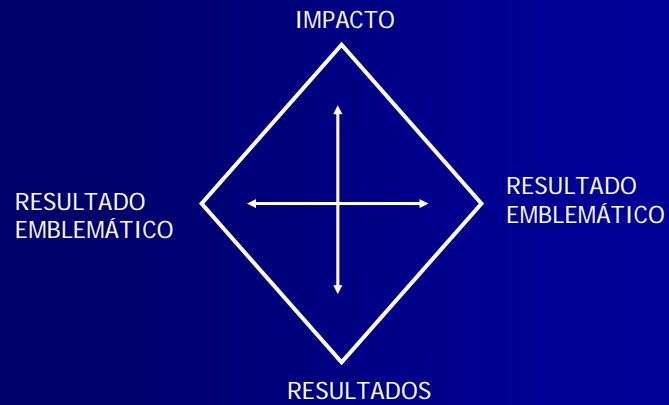 IMPACTO
RESULTADO
EMBLEMÁTICO
RESULTADO
EMBLEMÁTICO
RESULTADOS